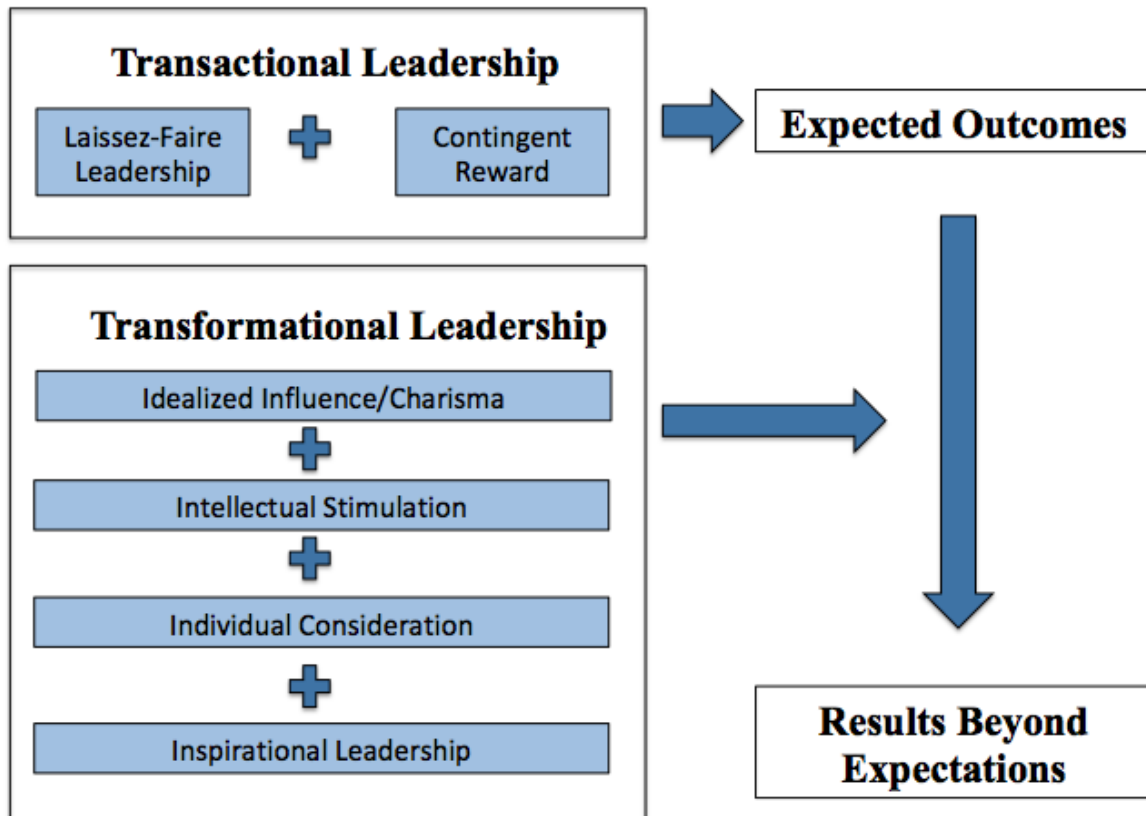 Transactional Leadership
Laissez-Faire
Leadership
Contingent
Reward
Expected Outcomes
Transformational Leadership
Idealized Influence/Charisma
Intellectual Stimulation
Individual Consideration
Inspirational Leadership
Results Beyond
Expectations